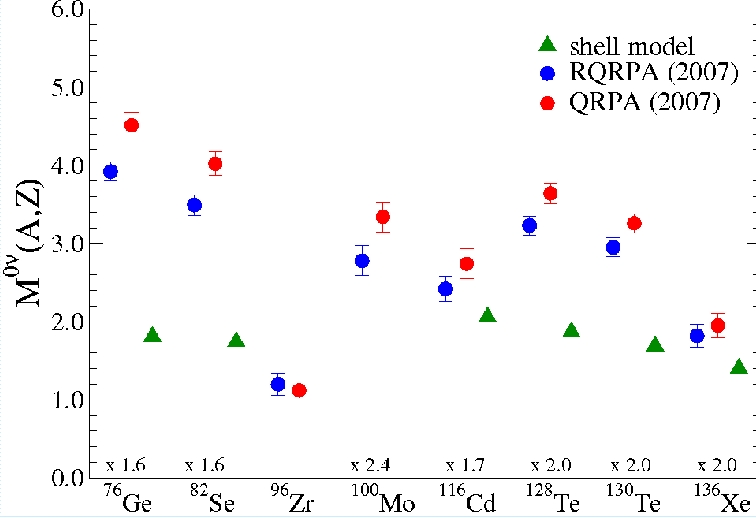 6.0
shell model
RQRPA (2007)
QRPA (2007)
5.0
4.0
3.0
2.0
1.0
0.0
M⁰ᵛ(A,Z)
x 1.6 x 1.6 x 2.4 x 1.7 x 2.0 x 2.0 x 2.0
⁷⁶Ge ⁸²Se ⁹⁶Zr ¹⁰⁰Mo ¹¹⁶Cd ¹²⁸Te ¹³⁰Te ¹³⁶Xe